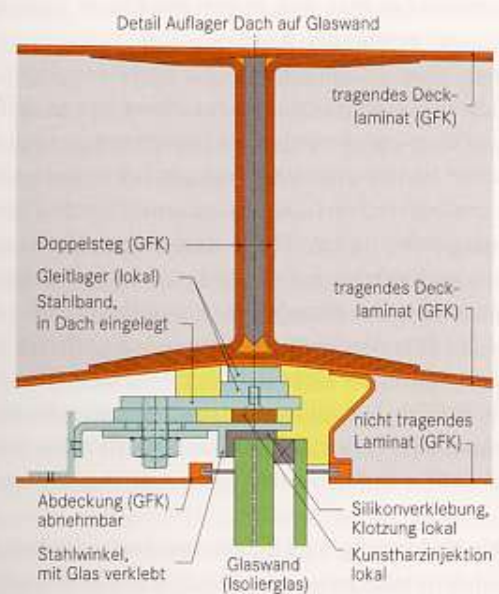 Detail Auflager Dach auf Glaswand
tragendes Deck-
laminat (GFK)
Doppelsteg (GFK)
Gleitlager (lokal)
Stahlband,
in Dach eingelegt
tragendes Deck-
laminat (GFK)
nicht tragendes
Laminat (GFK)
Abdeckung (GFK)
abnehmbar
Stahlwinkel,
mit Glas verklebt
Glaswand
(Isolierglas)
Silikonverklebung,
Klotzung lokal
Kunstharzinjektion
lokal